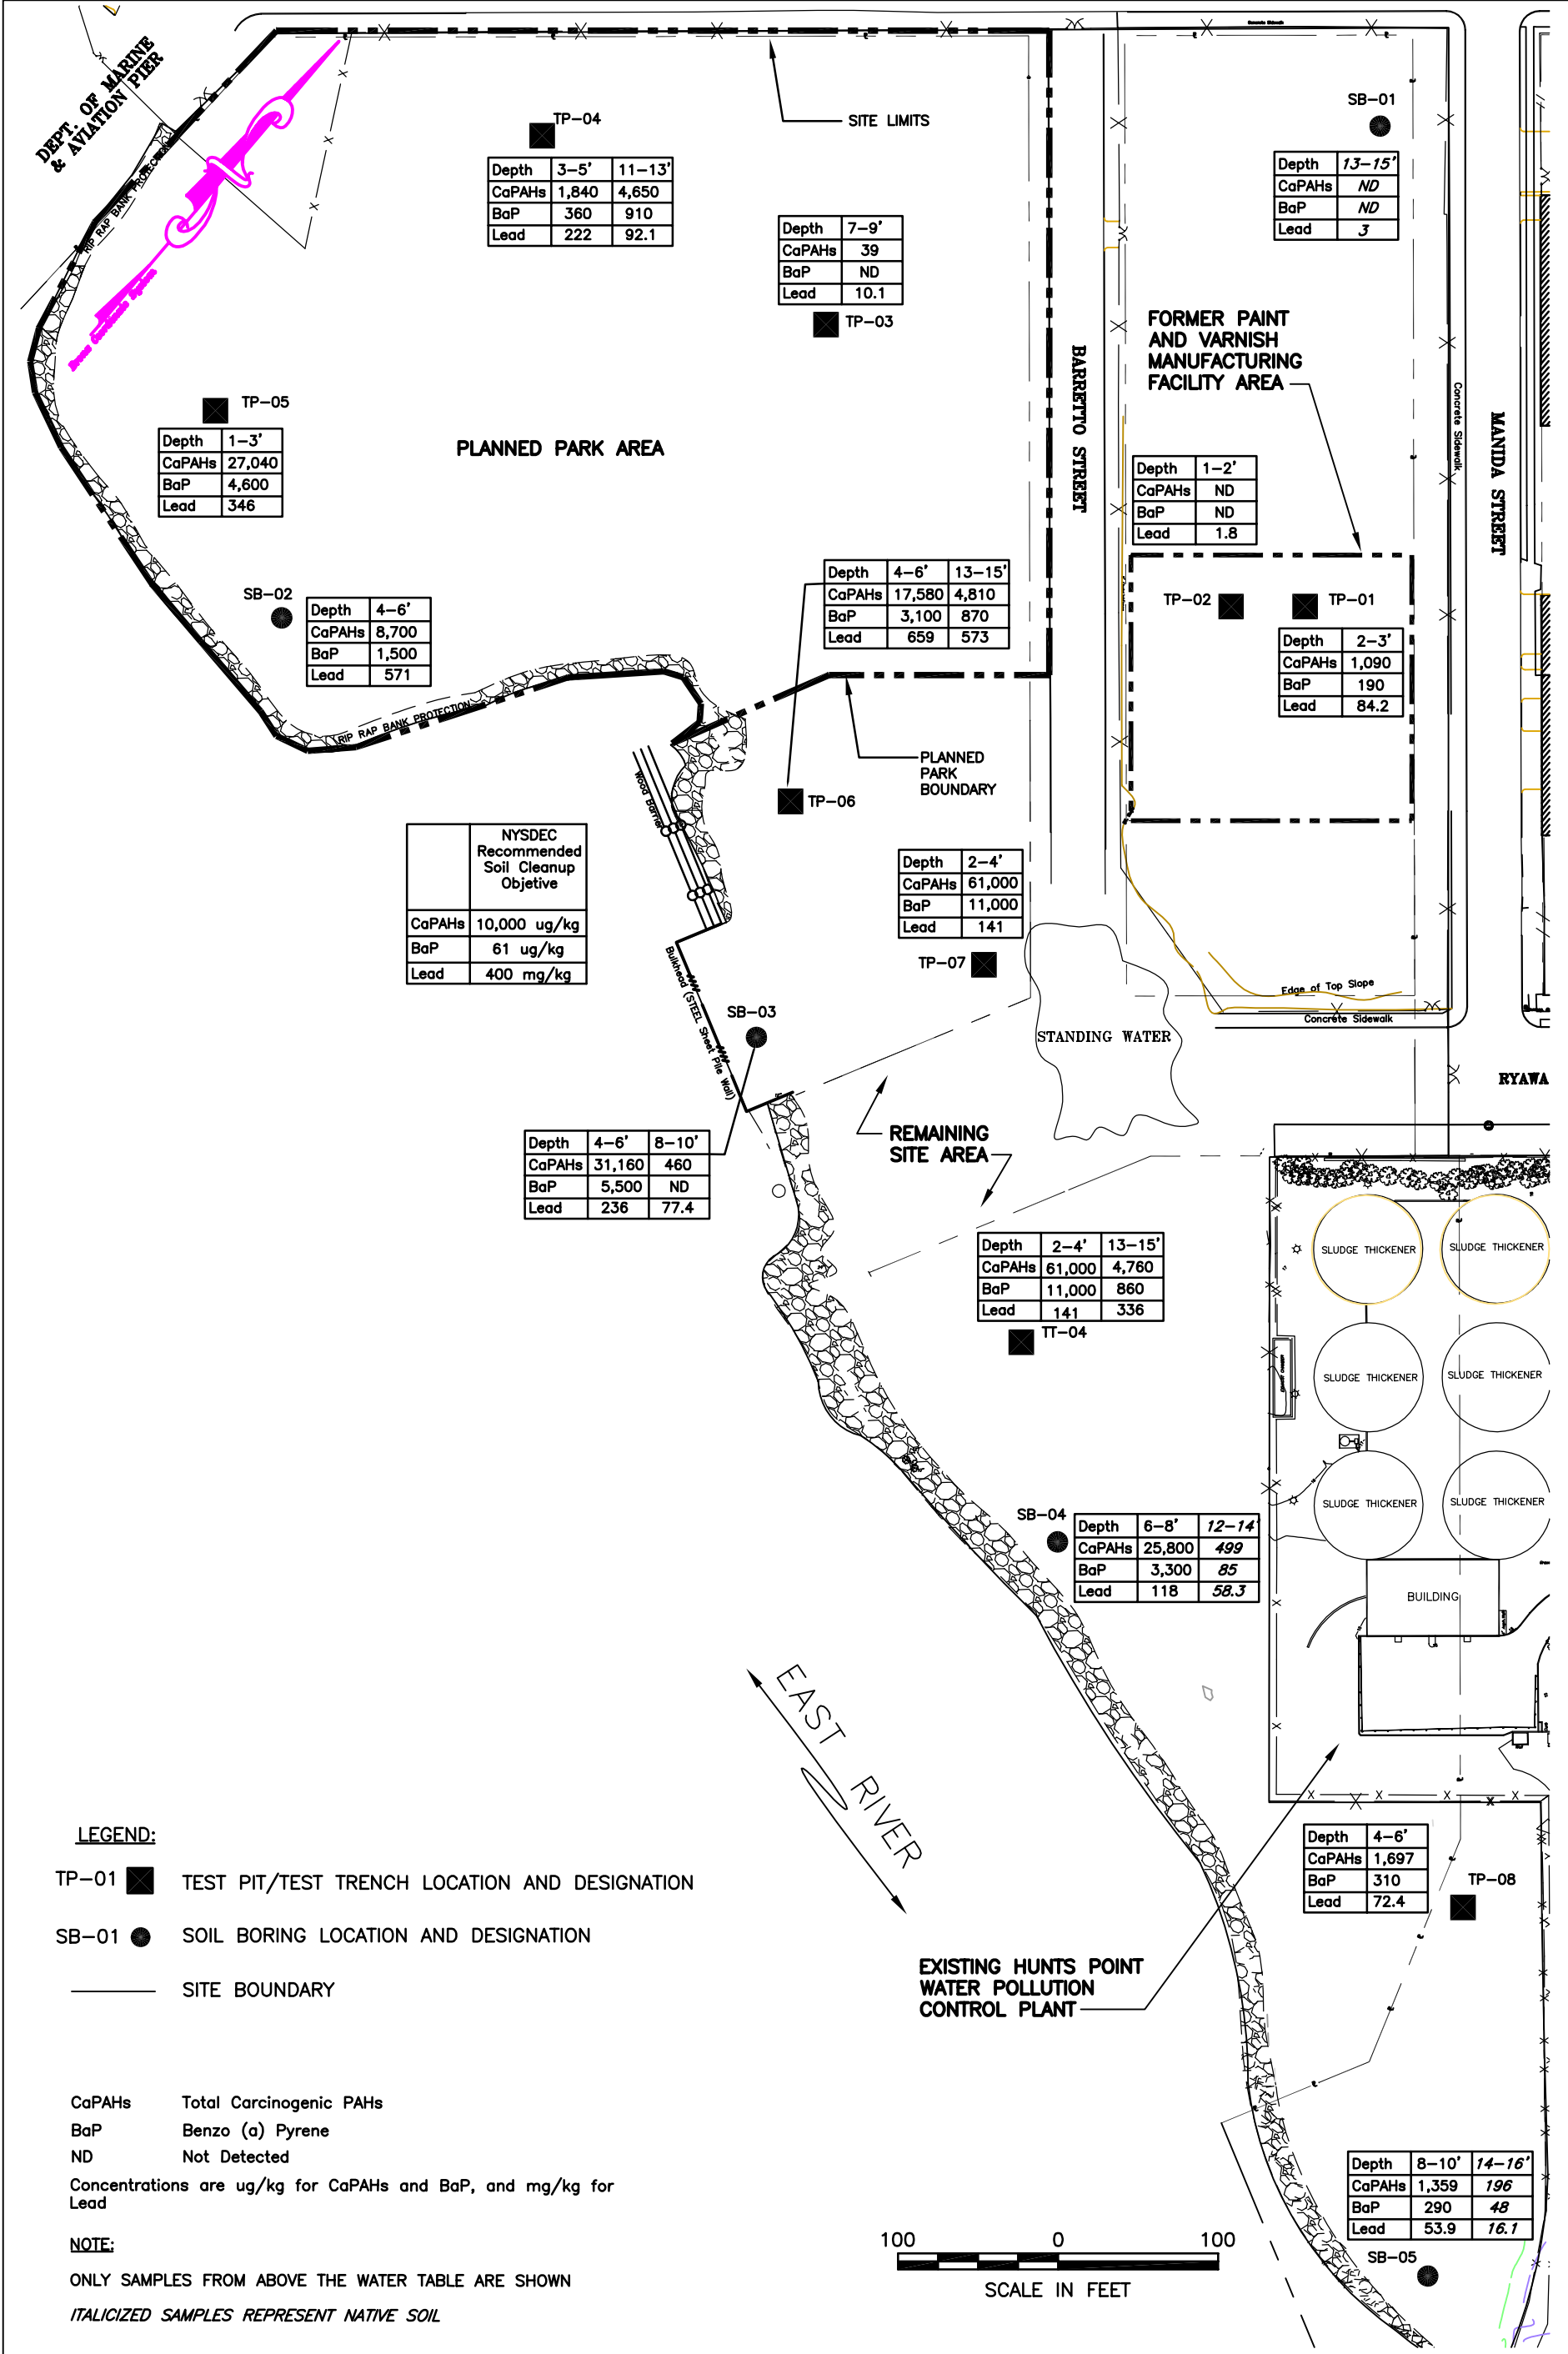 DEPT. OF MARINE
& AVIATION PIER
RIP RAP BANK PROTECTION
Concrete Sidewalk
SITE LIMITS
TP-04
Depth 3-5' 11-13'
CaPAHs 1,840 4,650
BaP 360 910
Lead 222 92.1
SB-01
Depth 13-15'
CaPAHs ND
BaP ND
Lead 3
Depth 7-9'
CaPAHs 39
BaP ND
Lead 10.1
TP-03
FORMER PAINT
AND VARNISH
MANUFACTURING
FACILITY AREA
BARRETTO STREET
Concrete Sidewalk
MANIDA STREET
TP-05
Depth 1-3'
CaPAHs 27,040
BaP 4,600
Lead 346
PLANNED PARK AREA
Depth 1-2'
CaPAHs ND
BaP ND
Lead 1.8
TP-02
TP-01
Depth 2-3'
CaPAHs 1,090
BaP 190
Lead 84.2
SB-02
Depth 4-6'
CaPAHs 8,700
BaP 1,500
Lead 571
Depth 4-6' 13-15'
CaPAHs 17,580 4,810
BaP 3,100 870
Lead 659 573
RIP RAP BANK PROTECTION
PLANNED
PARK
BOUNDARY
TP-06
Wood Barrier
NYSDEC
Recommended
Soil Cleanup
Objetive
CaPAHs 10,000 ug/kg
BaP 61 ug/kg
Lead 400 mg/kg
Depth 2-4'
CaPAHs 61,000
BaP 11,000
Lead 141
TP-07
Bulkhead (STEEL Sheet Pile Wall)
SB-03
STANDING WATER
Edge of Top Slope
Concrete Sidewalk
RYAWA
Depth 4-6' 8-10'
CaPAHs 31,160 460
BaP 5,500 ND
Lead 236 77.4
REMAINING
SITE AREA
Depth 2-4' 13-15'
CaPAHs 61,000 4,760
BaP 11,000 860
Lead 141 336
TT-04
SLUDGE THICKENER
SLUDGE THICKENER
SLUDGE THICKENER
SLUDGE THICKENER
SLUDGE THICKENER
SLUDGE THICKENER
BUILDING
SB-04
Depth 6-8' 12-14'
CaPAHs 25,800 499
BaP 3,300 85
Lead 118 58.3
EAST RIVER
Depth 4-6'
CaPAHs 1,697
BaP 310
Lead 72.4
TP-08
EXISTING HUNTS POINT
WATER POLLUTION
CONTROL PLANT
Depth 8-10' 14-16'
CaPAHs 1,359 196
BaP 290 48
Lead 53.9 16.1
SB-05
LEGEND:
TP-01 TEST PIT/TEST TRENCH LOCATION AND DESIGNATION
SB-01 SOIL BORING LOCATION AND DESIGNATION
SITE BOUNDARY
CaPAHs Total Carcinogenic PAHs
BaP Benzo (a) Pyrene
ND Not Detected
Concentrations are ug/kg for CaPAHs and BaP, and mg/kg for
Lead
NOTE:
ONLY SAMPLES FROM ABOVE THE WATER TABLE ARE SHOWN
ITALICIZED SAMPLES REPRESENT NATIVE SOIL
100 0 100
SCALE IN FEET